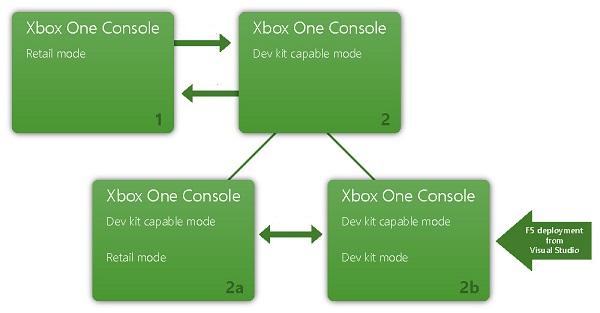 Xbox One Console
Retail mode
1
Xbox One Console
Dev kit capable mode
2
Xbox One Console
Dev kit capable mode
Retail mode
2a
Xbox One Console
Dev kit capable mode
Dev kit mode
2b
F5 deployment
from
Visual Studio